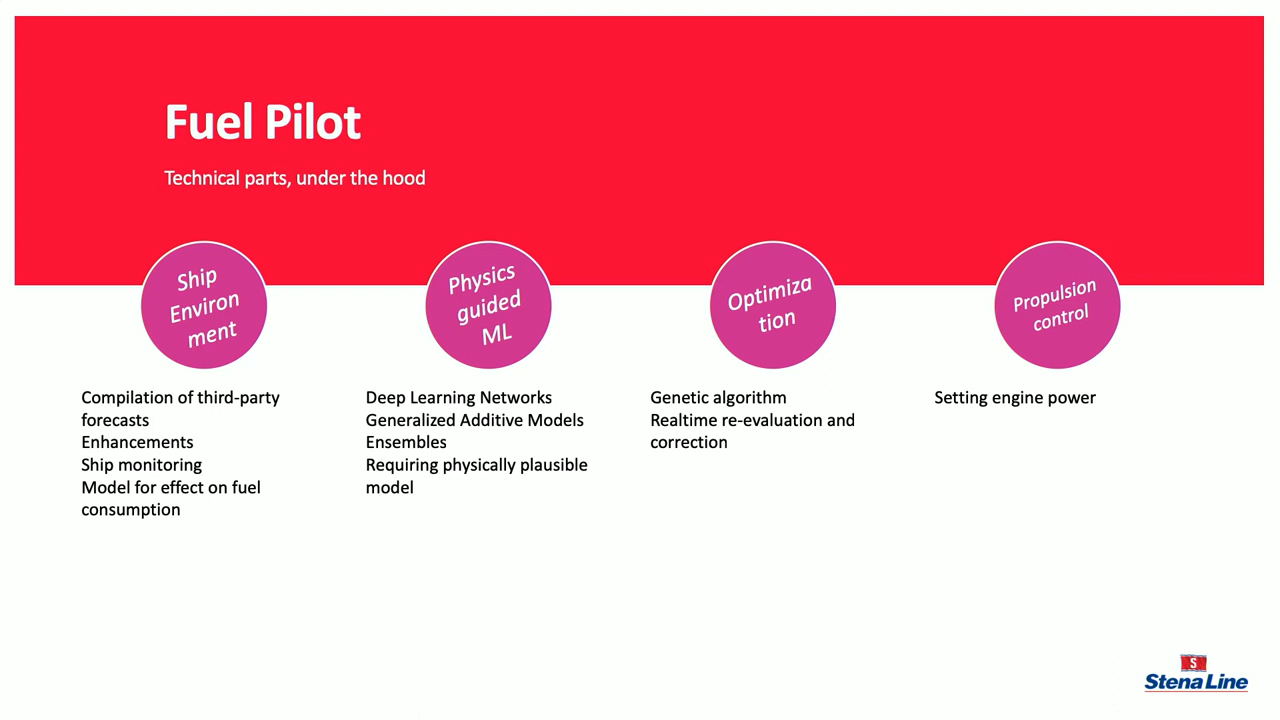 Fuel Pilot
Technical parts, under the hood
Ship
Environ
ment
Compilation of third-party
forecasts
Enhancements
Ship monitoring
Model for effect on fuel
consumption
Physics
guided
ML
Deep Learning Networks
Generalized Additive Models
Ensembles
Requiring physically plausible
model
Optimiza
tion
Genetic algorithm
Realtime re-evaluation and
correction
Propulsion
control
Setting engine power
S
Stena Line